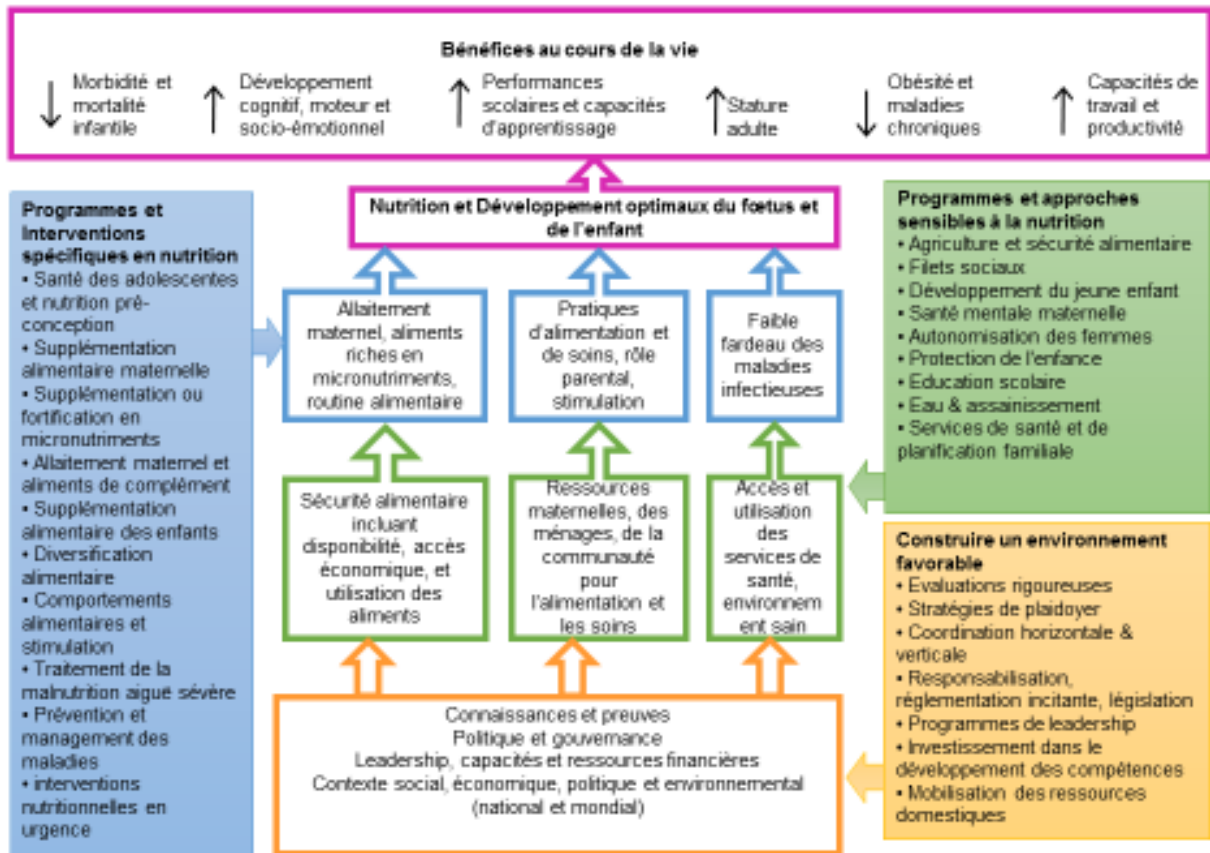 Bénéfices au cours de la vie
Morbidité et
mortalité
infantile
Développement
cognitif, moteur et
socio-émotionnel
Performances
scolaires et capacités
d'apprentissage
Stature
adulte
Obésité et
maladies
chroniques
Capacités de
travail et
productivité
Nutrition et Développement optimaux du fœtus et
de l'enfant
Programmes et
Interventions
spécifiques en nutrition
• Santé des adolescentes
et nutrition pré-
conception
• Supplémentation
alimentaire maternelle
• Supplémentation ou
fortification en
micronutriments
• Allaitement maternel et
aliments de complément
• Supplémentation
alimentaire des enfants
• Diversification
alimentaire
• Comportements
alimentaires et
stimulation
• Traitement de la
malnutrition aiguë sévère
• Prévention et
management des
maladies
• interventions
nutritionnelles en
urgence
Allaitement
maternel, aliments
riches en
micronutriments,
routine alimentaire
Pratiques
d'alimentation et
de soins, rôle
parental,
stimulation
Faible
fardeau des
maladies
infectieuses
Sécurité alimentaire
incluant
disponibilité, accès
économique, et
utilisation des
aliments
Ressources
maternelles, des
ménages, de la
communauté
pour
l'alimentation et
les soins
Accès et
utilisation
des
services de
santé,
environnem
ent sain
Connaissances et preuves
Politique et gouvernance
Leadership, capacités et ressources financières
Contexte social, économique, politique et environnemental
(national et mondial)
Programmes et approches
sensibles à la nutrition
• Agriculture et sécurité alimentaire
• Filets sociaux
• Développement du jeune enfant
• Santé mentale maternelle
• Autonomisation des femmes
• Protection de l'enfance
• Education scolaire
• Eau & assainissement
• Services de santé et de
planification familiale
Construire un environnement
favorable
• Evaluations rigoureuses
• Stratégies de plaidoyer
• Coordination horizontale &
verticale
• Responsabilisation,
réglementation incitante, législation
• Programmes de leadership
• Investissement dans le
développement des compétences
• Mobilisation des ressources
domestiques